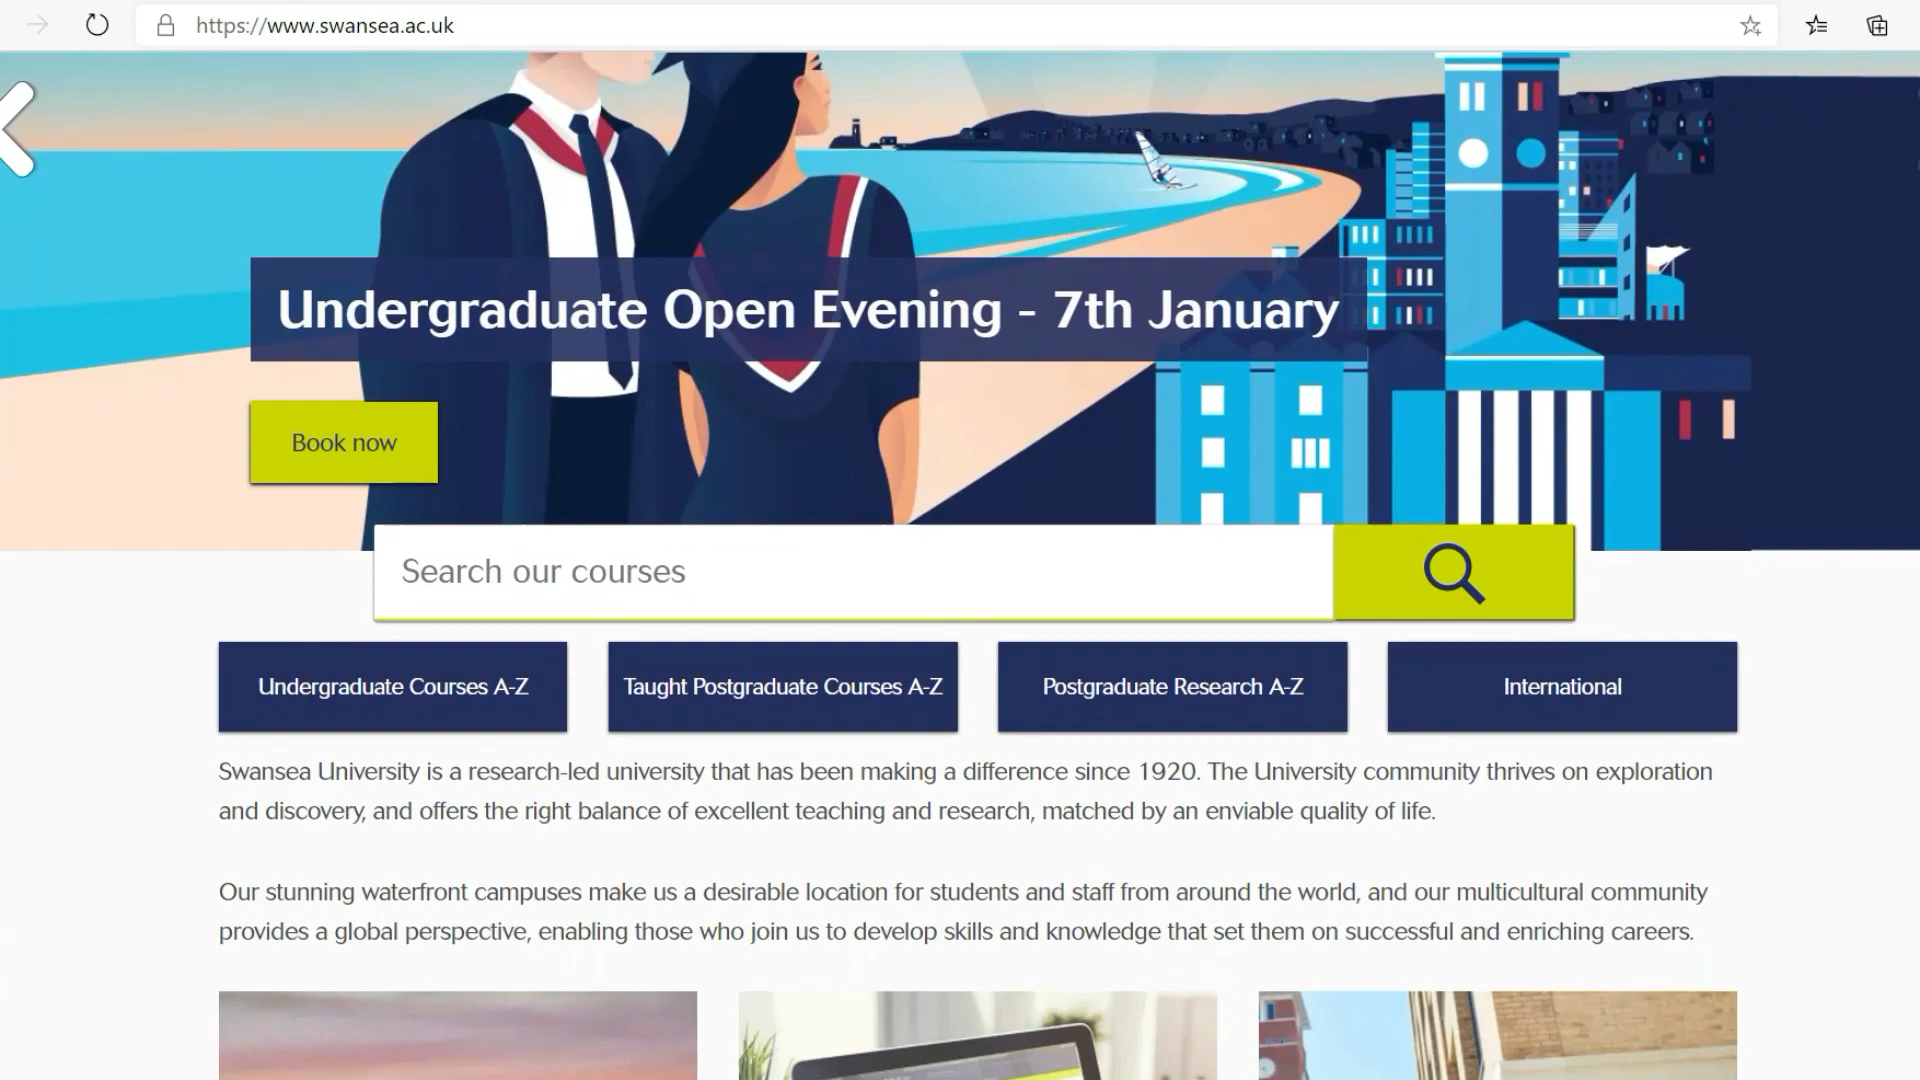 https://www.swansea.ac.uk
Undergraduate Open Evening - 7th January
Book now
Search our courses
Undergraduate Courses A-Z
Taught Postgraduate Courses A-Z
Postgraduate Research A-Z
International
Swansea University is a research-led university that has been making a difference since 1920. The University community thrives on exploration
and discovery, and offers the right balance of excellent teaching and research, matched by an enviable quality of life.
Our stunning waterfront campuses make us a desirable location for students and staff from around the world, and our multicultural community
provides a global perspective, enabling those who join us to develop skills and knowledge that set them on successful and enriching careers.